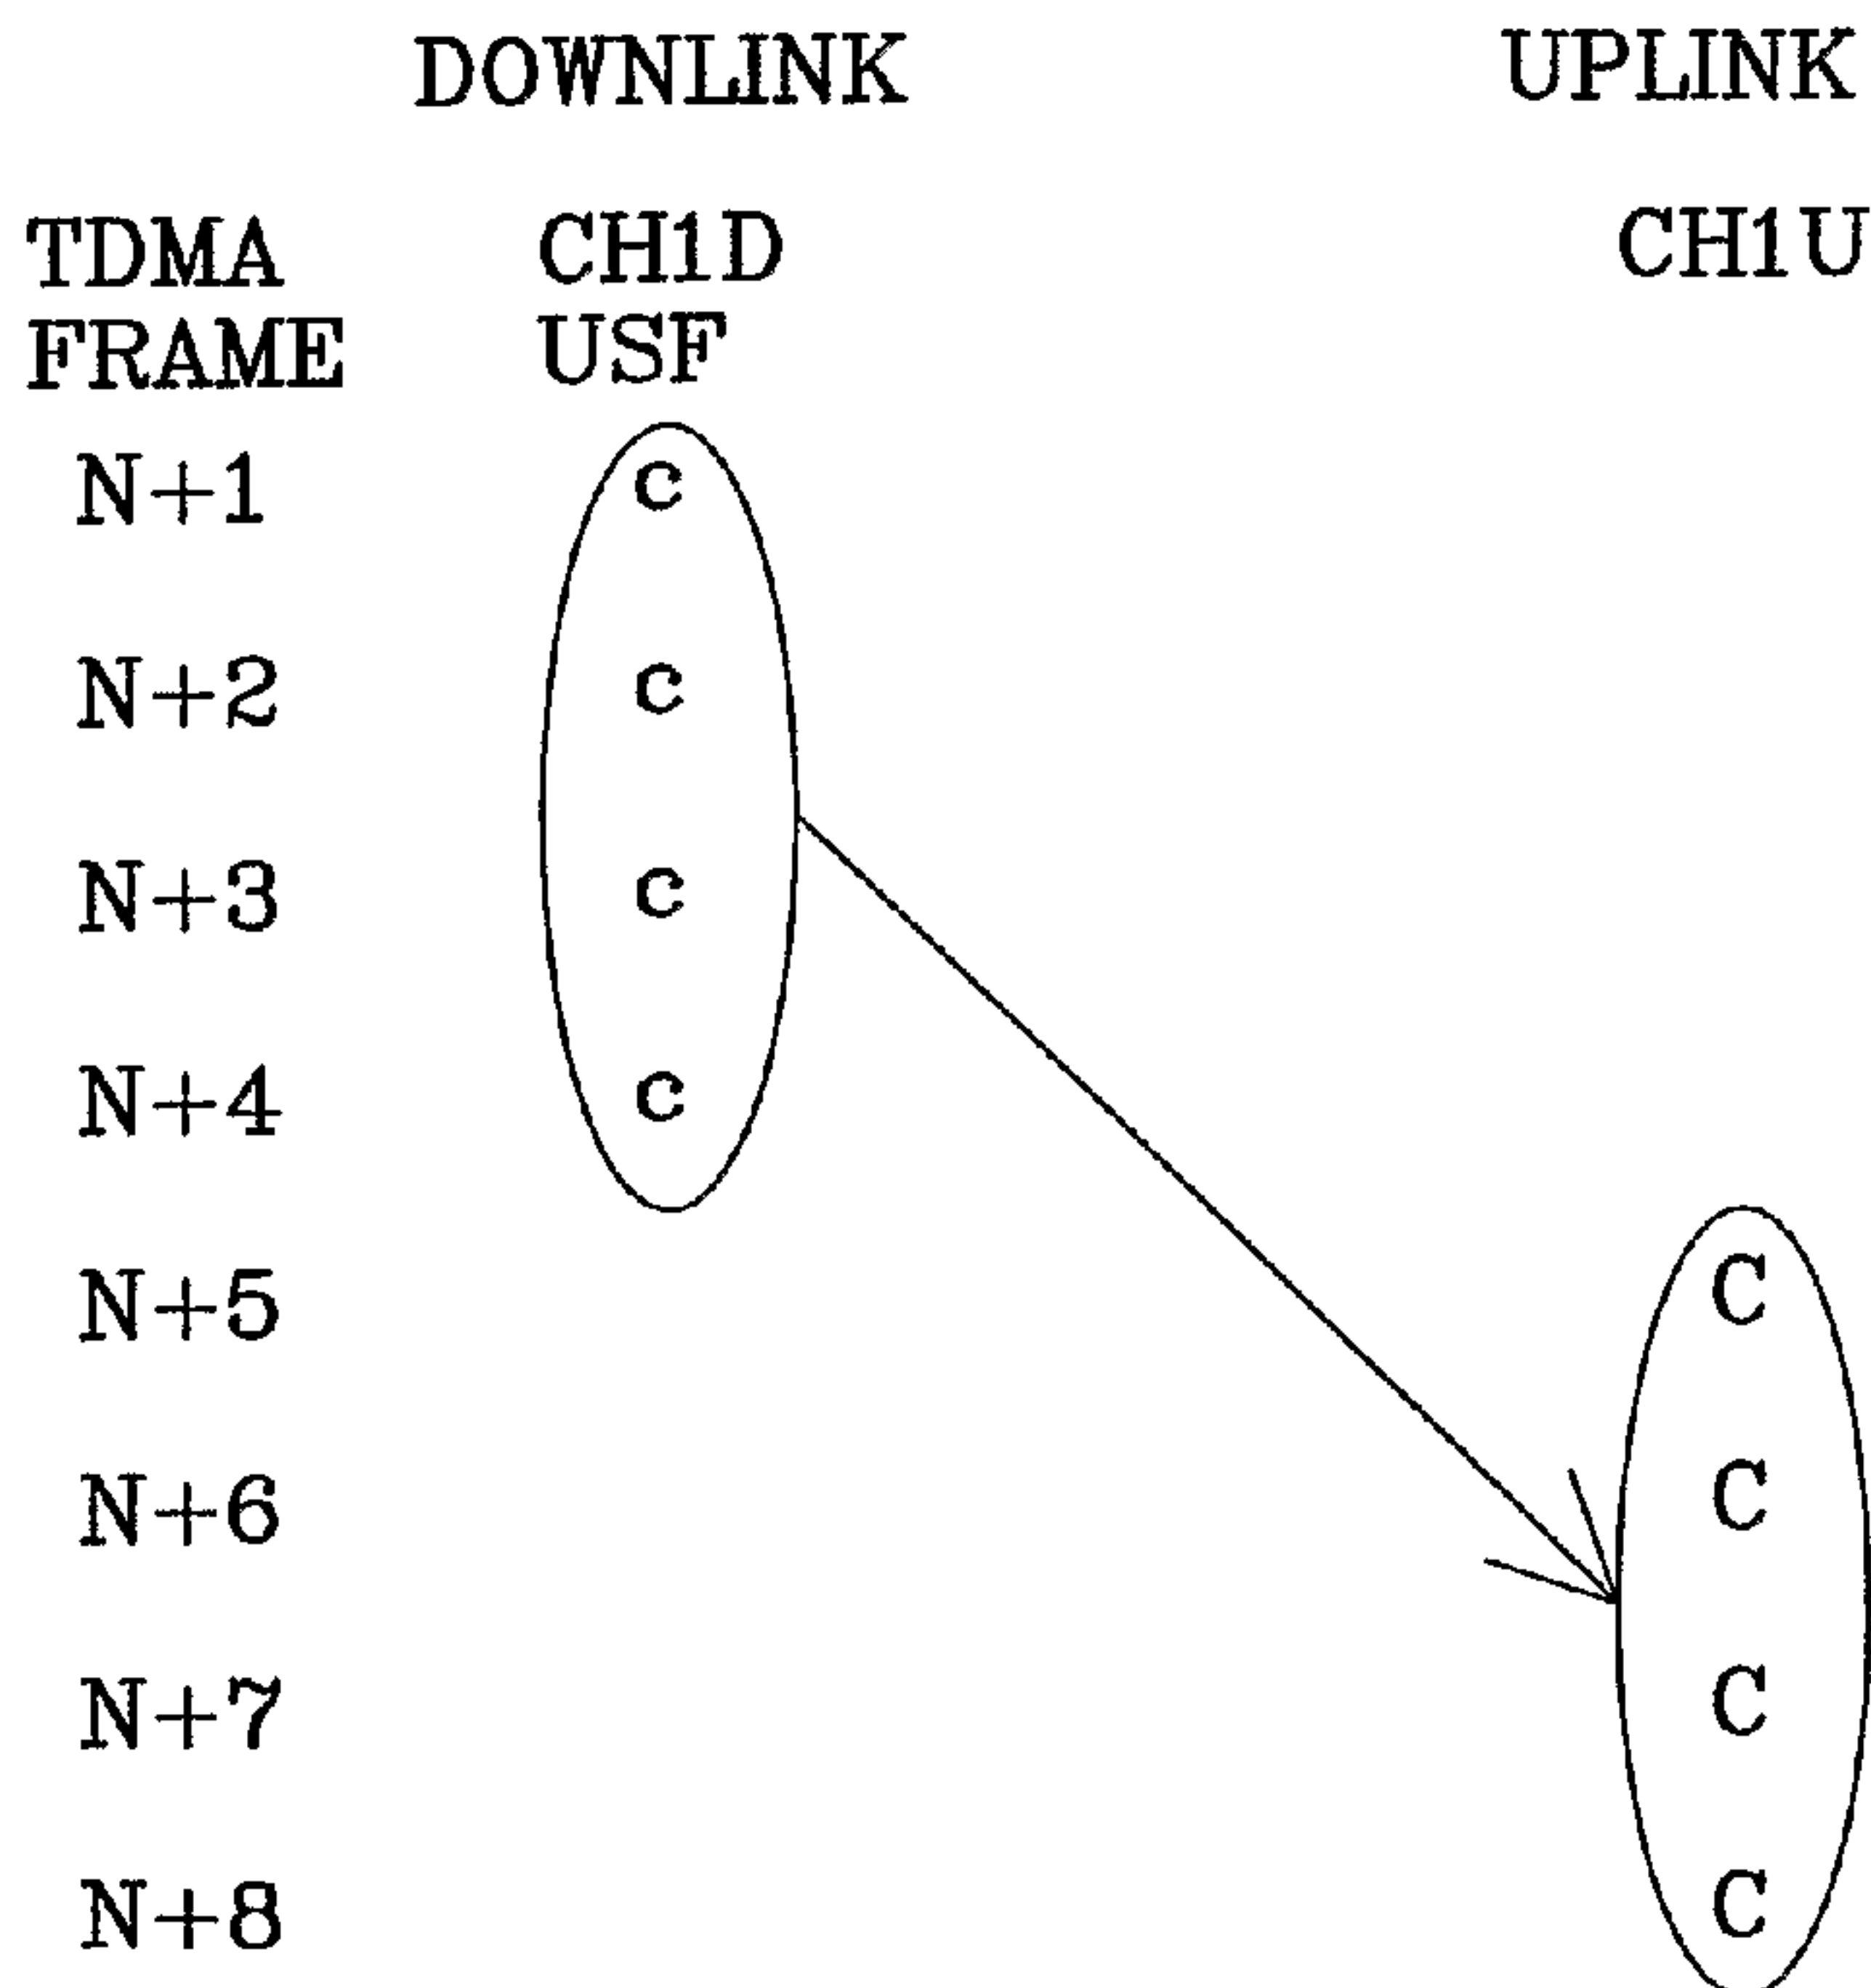 DOWNLINK UPLINK
TDMA CH1D CH1U
FRAME USF
N+1 c
N+2 c
N+3 c
N+4 c
N+5 C
N+6 C
N+7 C
N+8 C